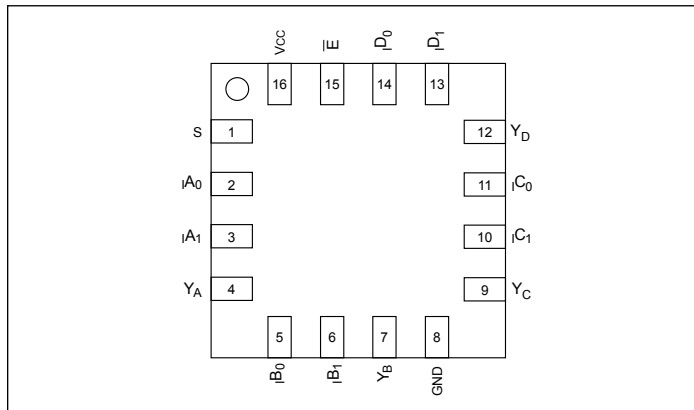 VCC E̅ ID0 ID1
16 15 14 13
S 1 12 YD
IA0 2 11 IC0
IA1 3 10 IC1
YA 4 9 YC
5 6 7 8
IB0 IB1 YB GND